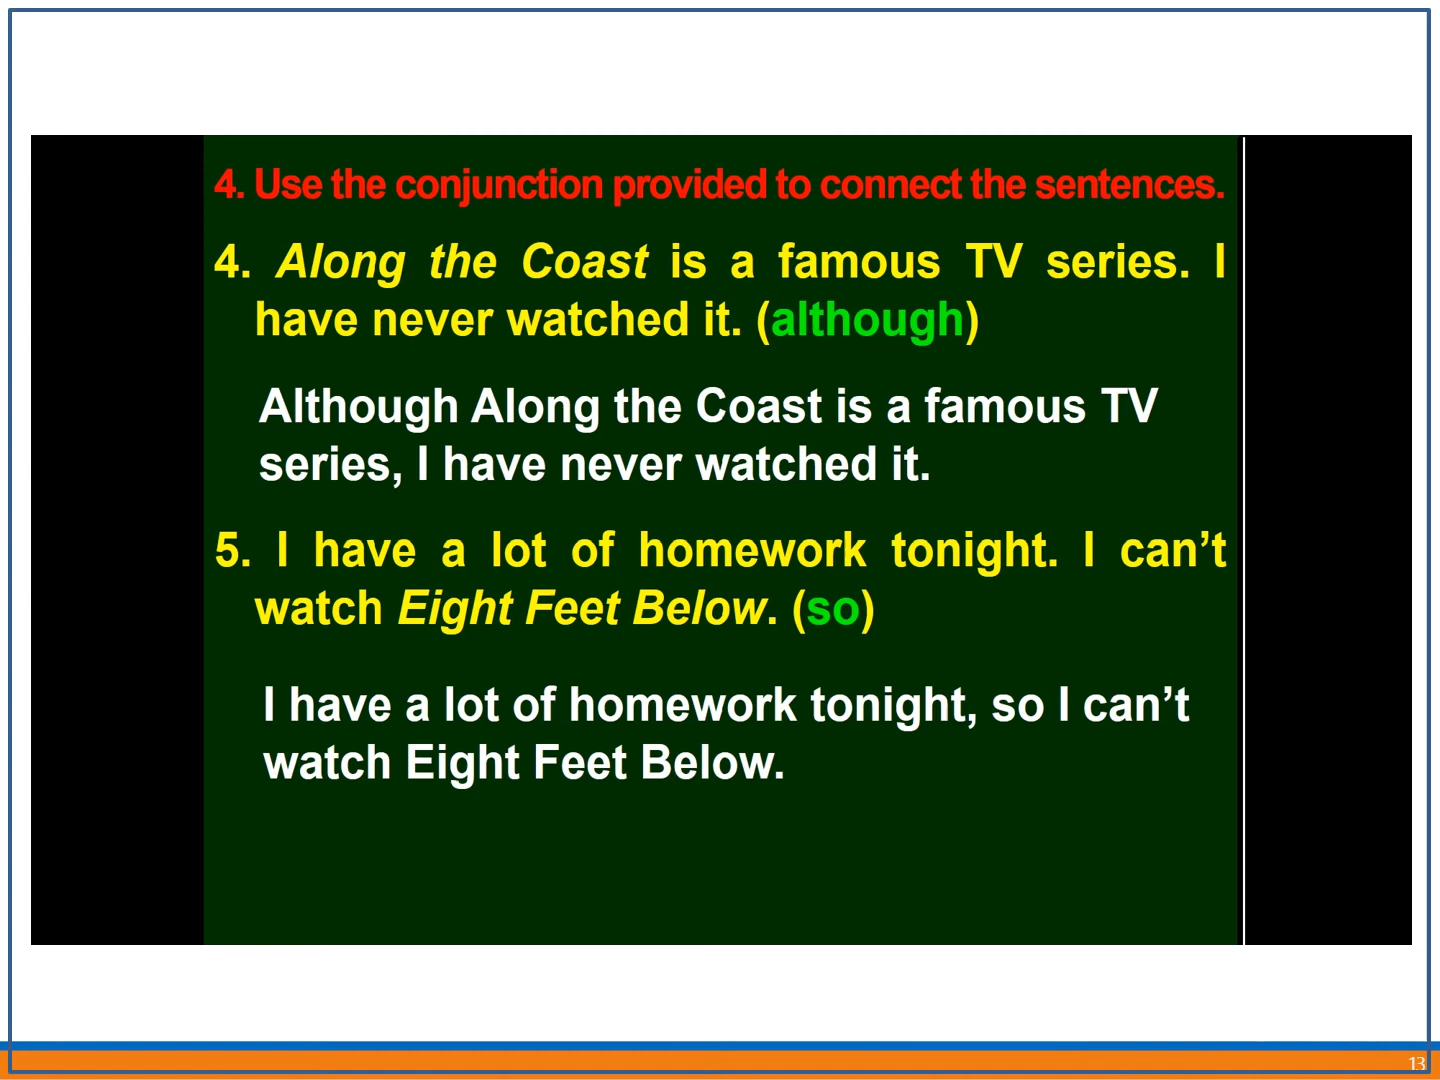 4. Use the conjunction provided to connect the sentences.
4. Along the Coast is a famous TV series. I
have never watched it. (although)
Although Along the Coast is a famous TV
series, I have never watched it.
5. I have a lot of homework tonight. I can’t
watch Eight Feet Below. (so)
I have a lot of homework tonight, so I can’t
watch Eight Feet Below.
13